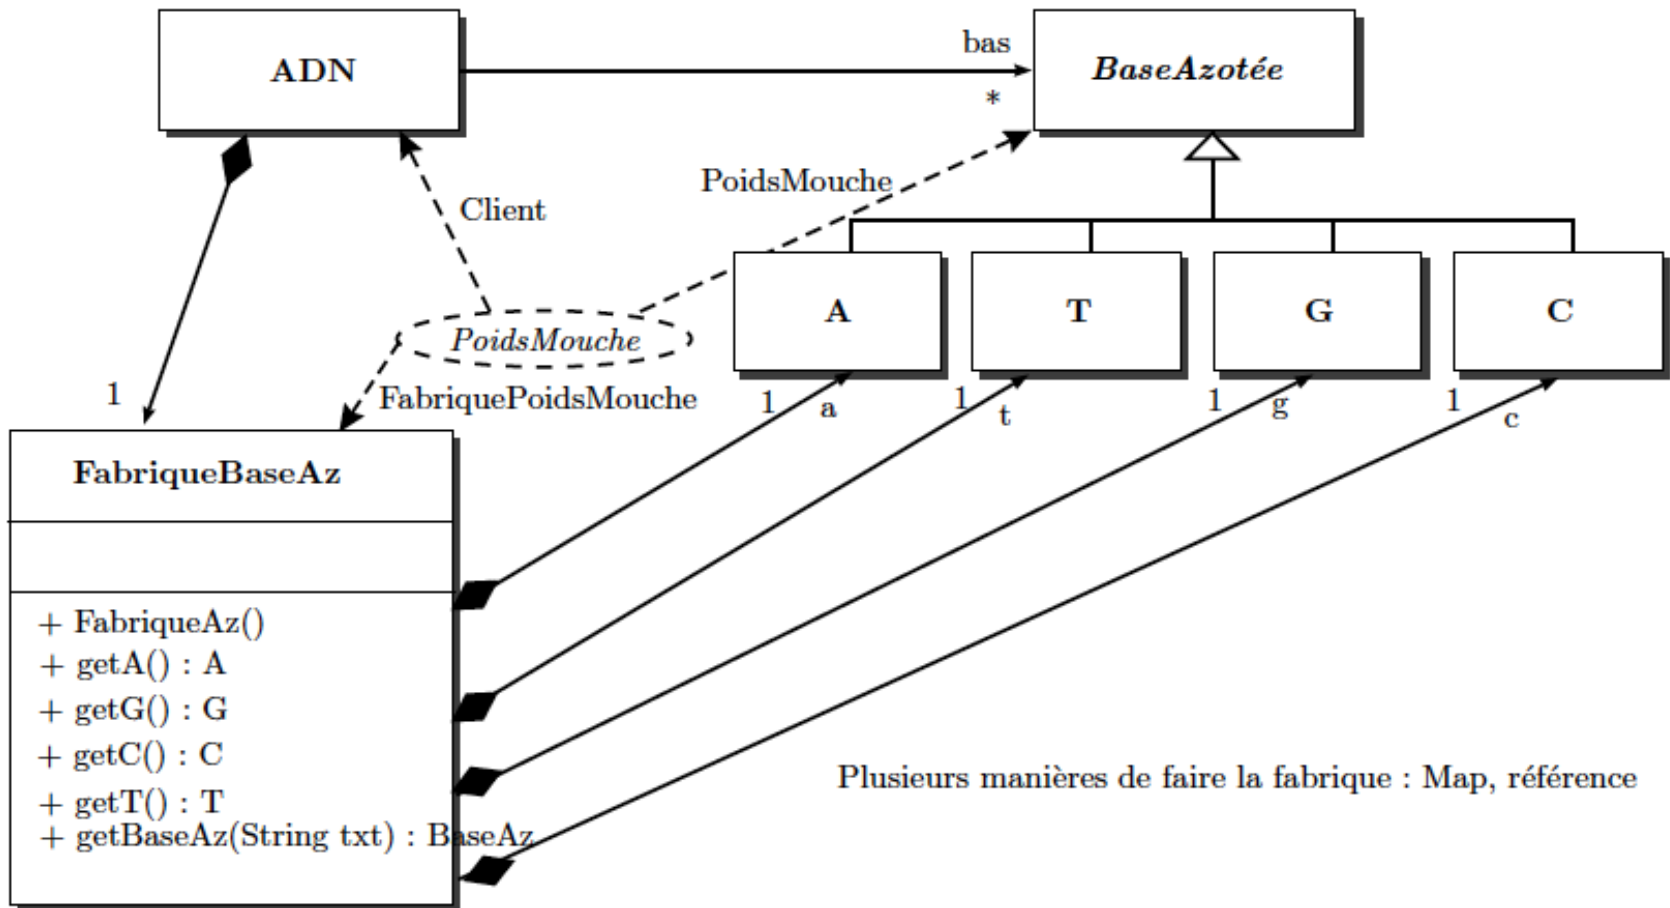 ADN
bas
*
BaseAzotée
PoidsMouche
Client
A
T
G
C
PoidsMouche
1
FabriquePoidsMouche
1
a
1
t
1
g
1
c
FabriqueBaseAz
+ FabriqueAz()
+ getA() : A
+ getG() : G
+ getC() : C
+ getT() : T
+ getBaseAz(String txt) : BaseAz
Plusieurs manières de faire la fabrique : Map, référence